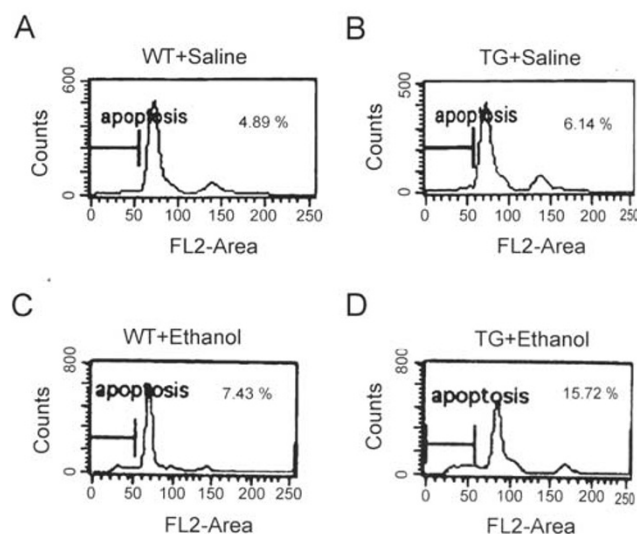 A
WT+Saline
600
apoptosis
4.89 %
Counts
0
0 50 100 150 200 250
FL2-Area
B
TG+Saline
500
apoptosis
6.14 %
Counts
0
0 50 100 150 200 250
FL2-Area
C
WT+Ethanol
800
apoptosis
7.43 %
Counts
0
0 50 100 150 200 250
FL2-Area
D
TG+Ethanol
800
apoptosis
15.72 %
Counts
0
0 50 100 150 200 250
FL2-Area